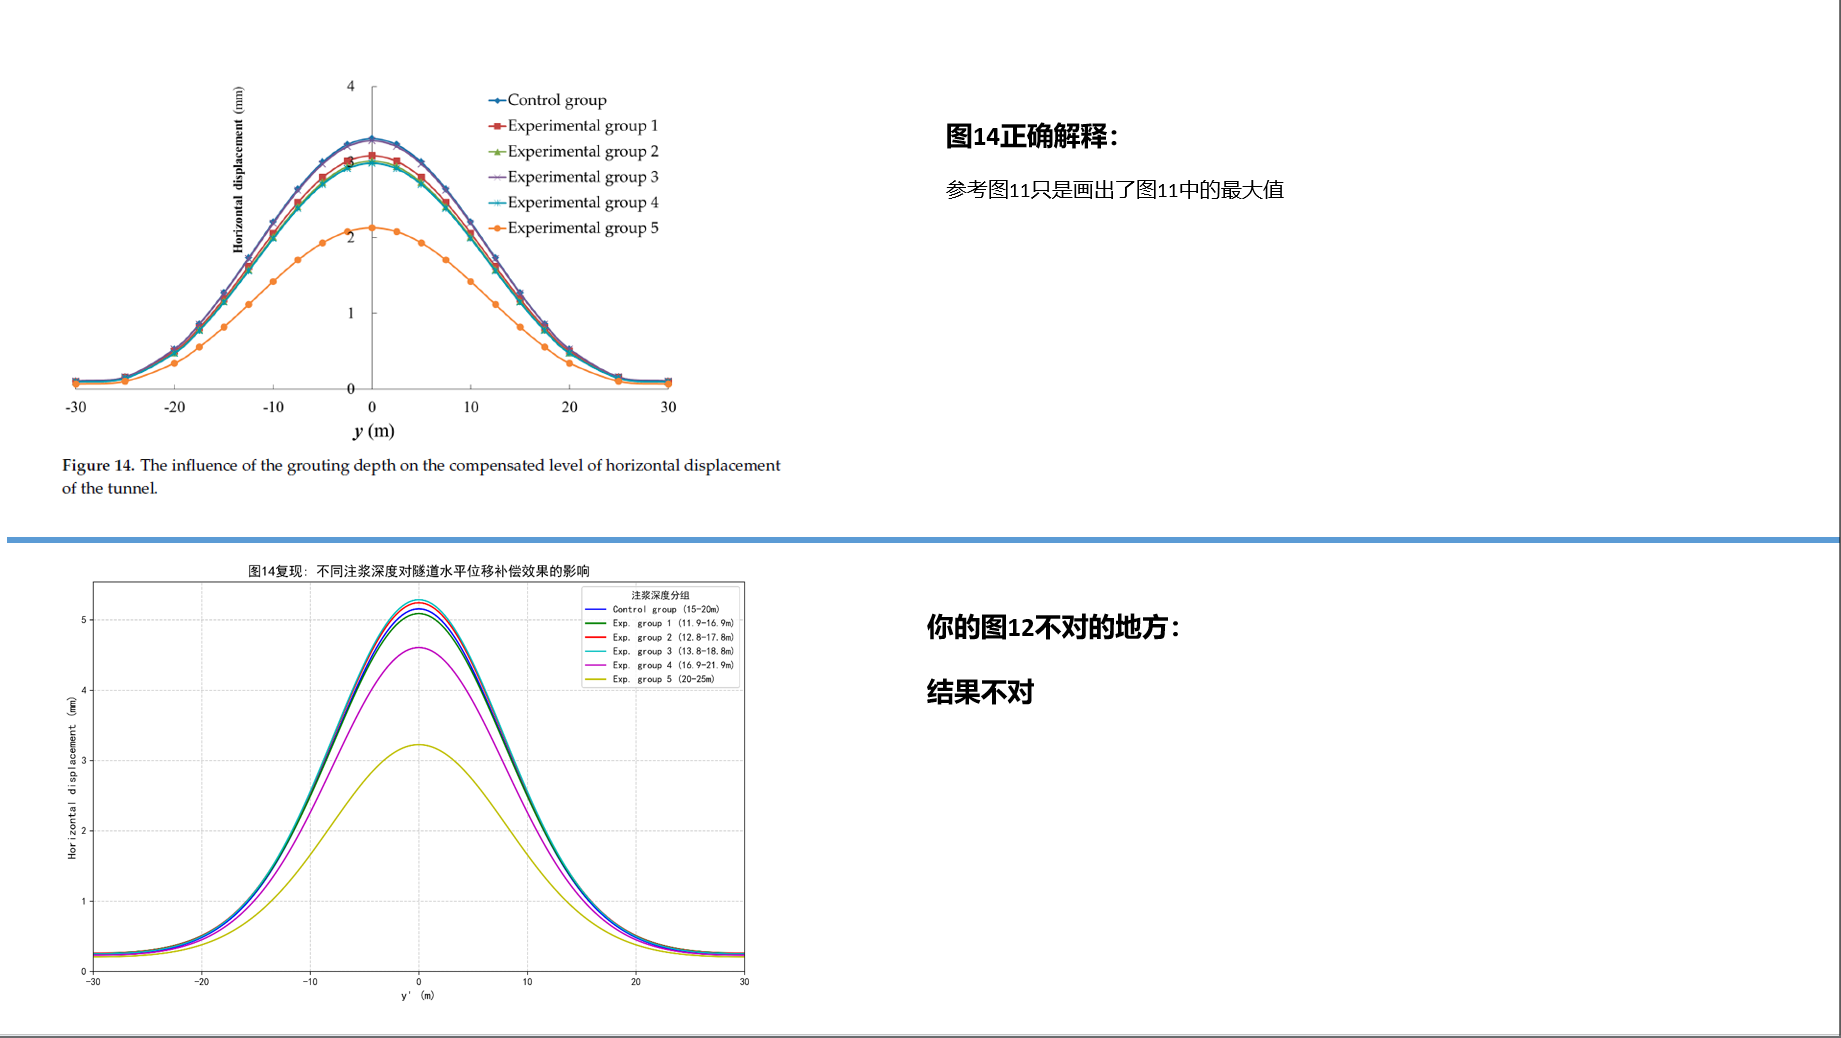 4
Control group
Experimental group 1
Experimental group 2
3
Experimental group 3
Experimental group 4
Experimental group 5
2
1
0
Horizontal displacement (mm)
-30 -20 -10 0 10 20 30
y (m)
Figure 14. The influence of the grouting depth on the compensated level of horizontal displacement
of the tunnel.
图14正确解释：
参考图11只是画出了图11中的最大值
图14复现: 不同注浆深度对隧道水平位移补偿效果的影响
注浆深度分组
Control group (15-20m)
Exp. group 1 (11.9-16.9m)
Exp. group 2 (12.8-17.8m)
Exp. group 3 (13.8-18.8m)
Exp. group 4 (16.9-21.9m)
Exp. group 5 (20-25m)
5
4
3
2
1
0
Horizontal displacement (mm)
−30 −20 −10 0 10 20 30
y' (m)
你的图12不对的地方：
结果不对